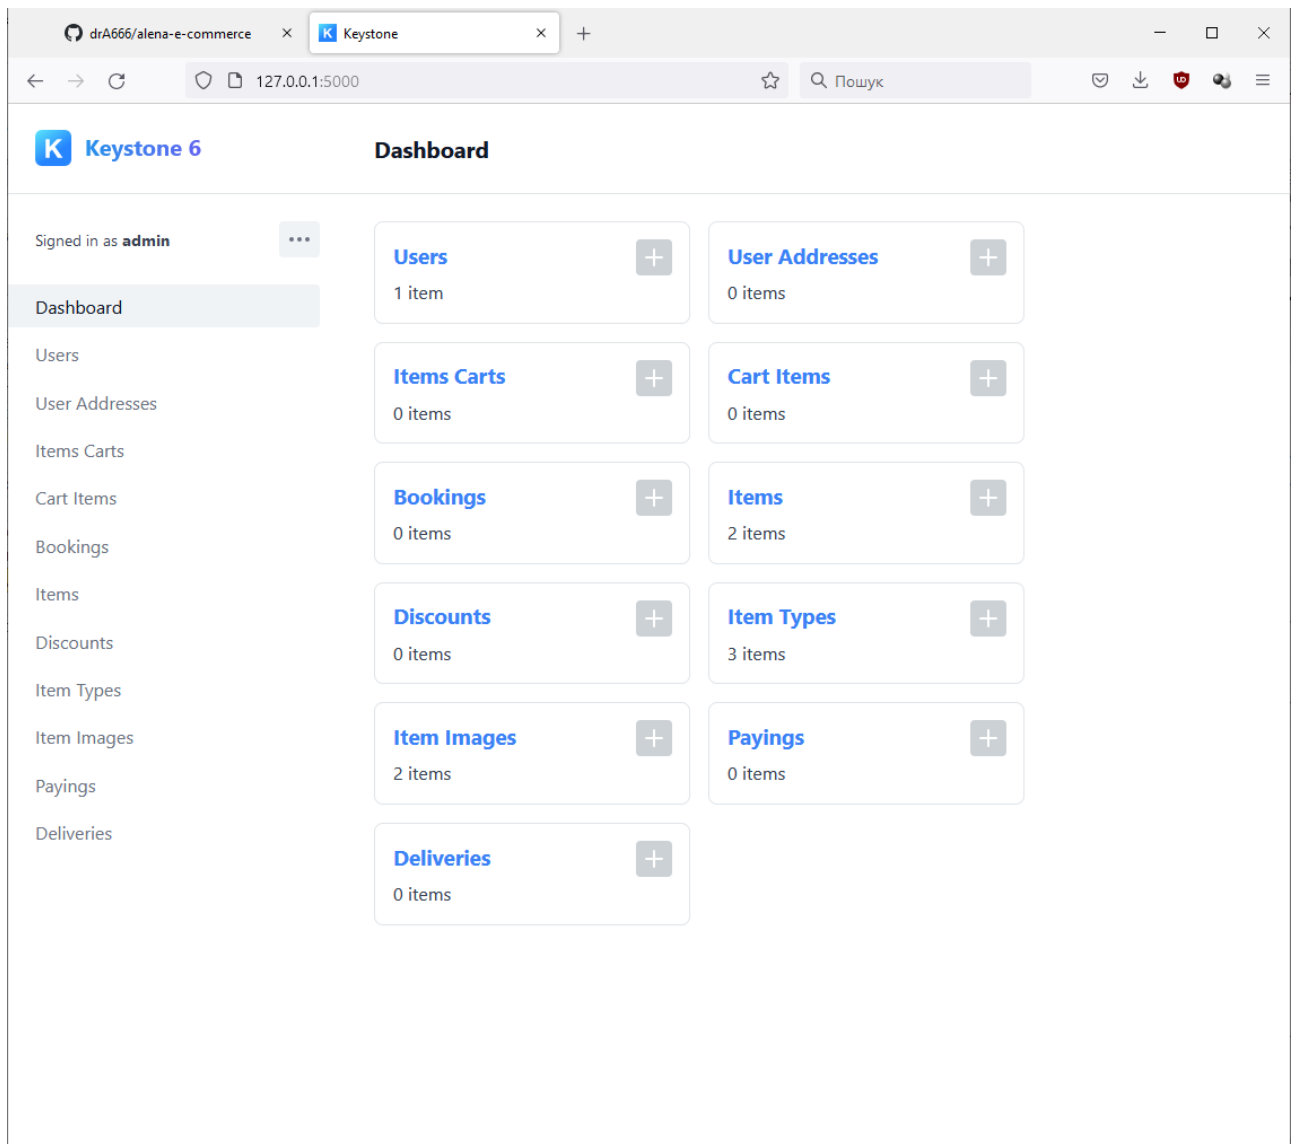 drA666/alena-e-commerce
Keystone
127.0.0.1:5000
Пошук
K Keystone 6
Dashboard
Signed in as admin
Dashboard
Users
User Addresses
Items Carts
Cart Items
Bookings
Items
Discounts
Item Types
Item Images
Payings
Deliveries
Users
1 item
User Addresses
0 items
Items Carts
0 items
Cart Items
0 items
Bookings
0 items
Items
2 items
Discounts
0 items
Item Types
3 items
Item Images
2 items
Payings
0 items
Deliveries
0 items